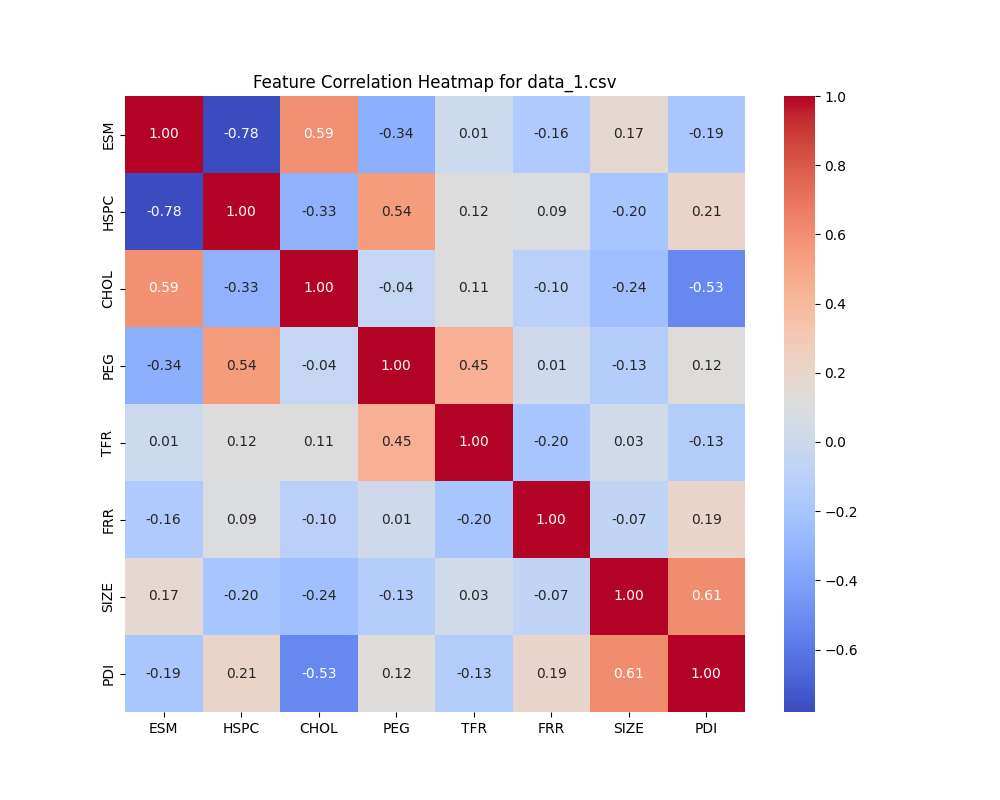 Feature Correlation Heatmap for data_1.csv
ESM 1.00 -0.78 0.59 -0.34 0.01 -0.16 0.17 -0.19
HSPC -0.78 1.00 -0.33 0.54 0.12 0.09 -0.20 0.21
CHOL 0.59 -0.33 1.00 -0.04 0.11 -0.10 -0.24 -0.53
PEG -0.34 0.54 -0.04 1.00 0.45 0.01 -0.13 0.12
TFR 0.01 0.12 0.11 0.45 1.00 -0.20 0.03 -0.13
FRR -0.16 0.09 -0.10 0.01 -0.20 1.00 -0.07 0.19
SIZE 0.17 -0.20 -0.24 -0.13 0.03 -0.07 1.00 0.61
PDI -0.19 0.21 -0.53 0.12 -0.13 0.19 0.61 1.00
ESM HSPC CHOL PEG TFR FRR SIZE PDI
1.0
0.8
0.6
0.4
0.2
0.0
−0.2
−0.4
−0.6